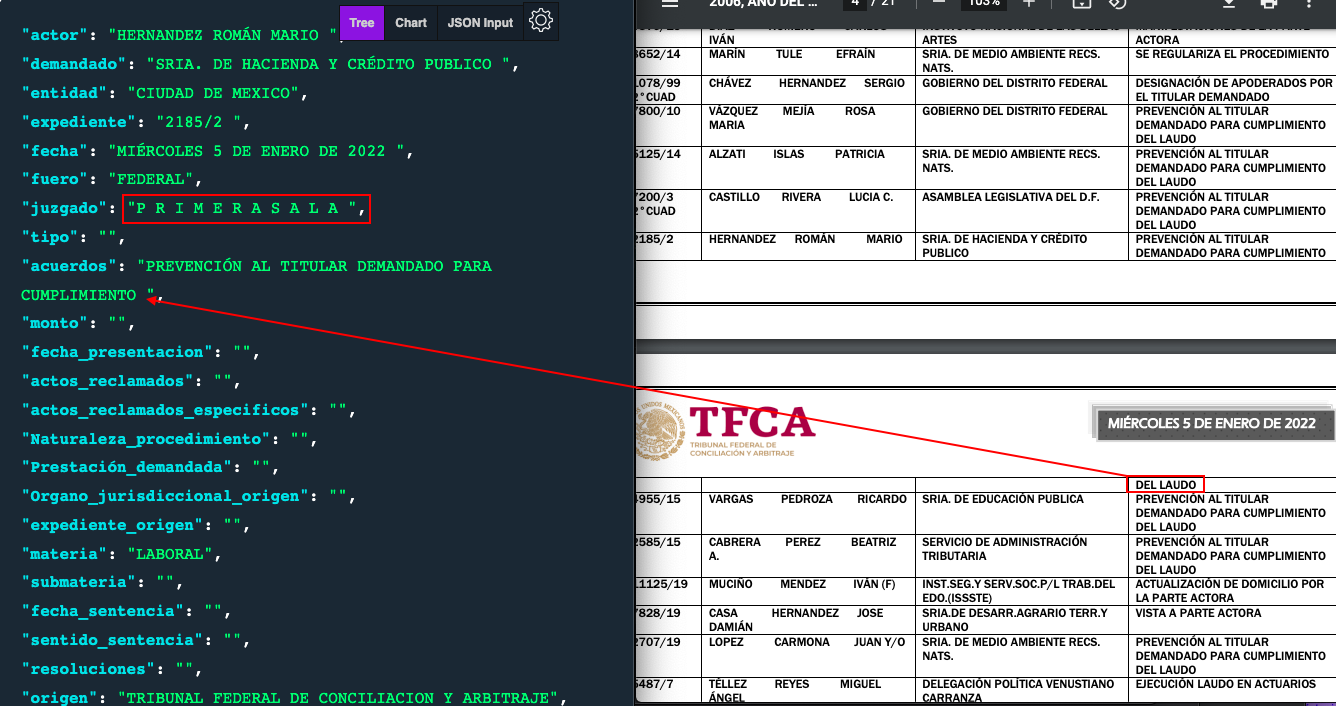 "actor": "HERNANDEZ ROMÁN MARIO ",
"demandado": "SRIA. DE HACIENDA Y CRÉDITO PUBLICO ",
"entidad": "CIUDAD DE MEXICO",
"expediente": "2185/2 ",
"fecha": "MIÉRCOLES 5 DE ENERO DE 2022 ",
"fuero": "FEDERAL",
"juzgado": "P R I M E R A S A L A ",
"tipo": "",
"acuerdos": "PREVENCIÓN AL TITULAR DEMANDADO PARA
CUMPLIMIENTO ",
"monto": "",
"fecha_presentacion": "",
"actos_reclamados": "",
"actos_reclamados_especificos": "",
"Naturaleza_procedimiento": "",
"Prestación_demandada": "",
"Organo_jurisdiccional_origen": "",
"expediente_origen": "",
"materia": "LABORAL",
"submateria": "",
"fecha_sentencia": "",
"sentido_sentencia": "",
"resoluciones": "",
"origen": "TRIBUNAL FEDERAL DE CONCILIACION Y ARBITRAJE",
Tree Chart JSON Input
2006, AÑO DEL ... 4 / 21 103%
IVÁN ARTES ACTORA
652/14 MARÍN TULE EFRAÍN SRIA. DE MEDIO AMBIENTE RECS. SE REGULARIZA EL PROCEDIMIENTO
NATS.
078/99 CHÁVEZ HERNANDEZ SERGIO GOBIERNO DEL DISTRITO FEDERAL DESIGNACIÓN DE APODERADOS POR
2°CUAD EL TITULAR DEMANDADO
7800/10 VÁZQUEZ MEJÍA ROSA GOBIERNO DEL DISTRITO FEDERAL PREVENCIÓN AL TITULAR
MARIA DEMANDADO PARA CUMPLIMIENTO
DEL LAUDO
5125/14 ALZATI ISLAS PATRICIA SRIA. DE MEDIO AMBIENTE RECS. PREVENCIÓN AL TITULAR
NATS. DEMANDADO PARA CUMPLIMIENTO
DEL LAUDO
7200/3 CASTILLO RIVERA LUCIA C. ASAMBLEA LEGISLATIVA DEL D.F. PREVENCIÓN AL TITULAR
2°CUAD DEMANDADO PARA CUMPLIMIENTO
DEL LAUDO
2185/2 HERNANDEZ ROMÁN MARIO SRIA. DE HACIENDA Y CRÉDITO PREVENCIÓN AL TITULAR
PUBLICO DEMANDADO PARA CUMPLIMIENTO
TFCA
TRIBUNAL FEDERAL DE
CONCILIACIÓN Y ARBITRAJE
MIÉRCOLES 5 DE ENERO DE 2022
DEL LAUDO
4955/15 VARGAS PEDROZA RICARDO SRIA. DE EDUCACIÓN PUBLICA PREVENCIÓN AL TITULAR
DEMANDADO PARA CUMPLIMIENTO
DEL LAUDO
2585/15 CABRERA PEREZ BEATRIZ SERVICIO DE ADMINISTRACIÓN PREVENCIÓN AL TITULAR
A. TRIBUTARIA DEMANDADO PARA CUMPLIMIENTO
DEL LAUDO
11125/19 MUCIÑO MENDEZ IVÁN (F) INST.SEG.Y SERV.SOC.P/L TRAB.DEL ACTUALIZACIÓN DE DOMICILIO POR
EDO.(ISSSTE) LA PARTE ACTORA
7828/19 CASA HERNANDEZ JOSE SRIA.DE DESARR.AGRARIO TERR.Y VISTA A PARTE ACTORA
DAMIÁN URBANO
2707/19 LOPEZ CARMONA JUAN Y/O SRIA. DE MEDIO AMBIENTE RECS. PREVENCIÓN AL TITULAR
NATS. DEMANDADO PARA CUMPLIMIENTO
DEL LAUDO
5487/7 TÉLLEZ REYES MIGUEL DELEGACIÓN POLÍTICA VENUSTIANO EJECUCIÓN LAUDO EN ACTUARIOS
ÁNGEL CARRANZA